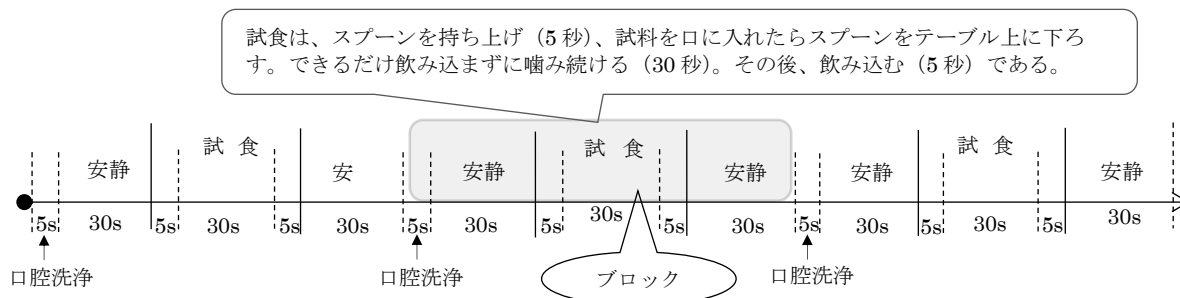 試食は、スプーンを持ち上げ（5 秒）、試料を口に入れたらスプーンをテーブル上に下ろ
す。できるだけ飲み込まずに噛み続ける（30 秒）。その後、飲み込む（5 秒）である。
安静 試 食 安 安静 試 食 安静 安静 試 食 安静
5s 30s 5s 30s 5s 30s 5s 30s 5s 30s 5s 30s 5s 30s 5s 30s 5s 30s
口腔洗浄 口腔洗浄 ブロック 口腔洗浄